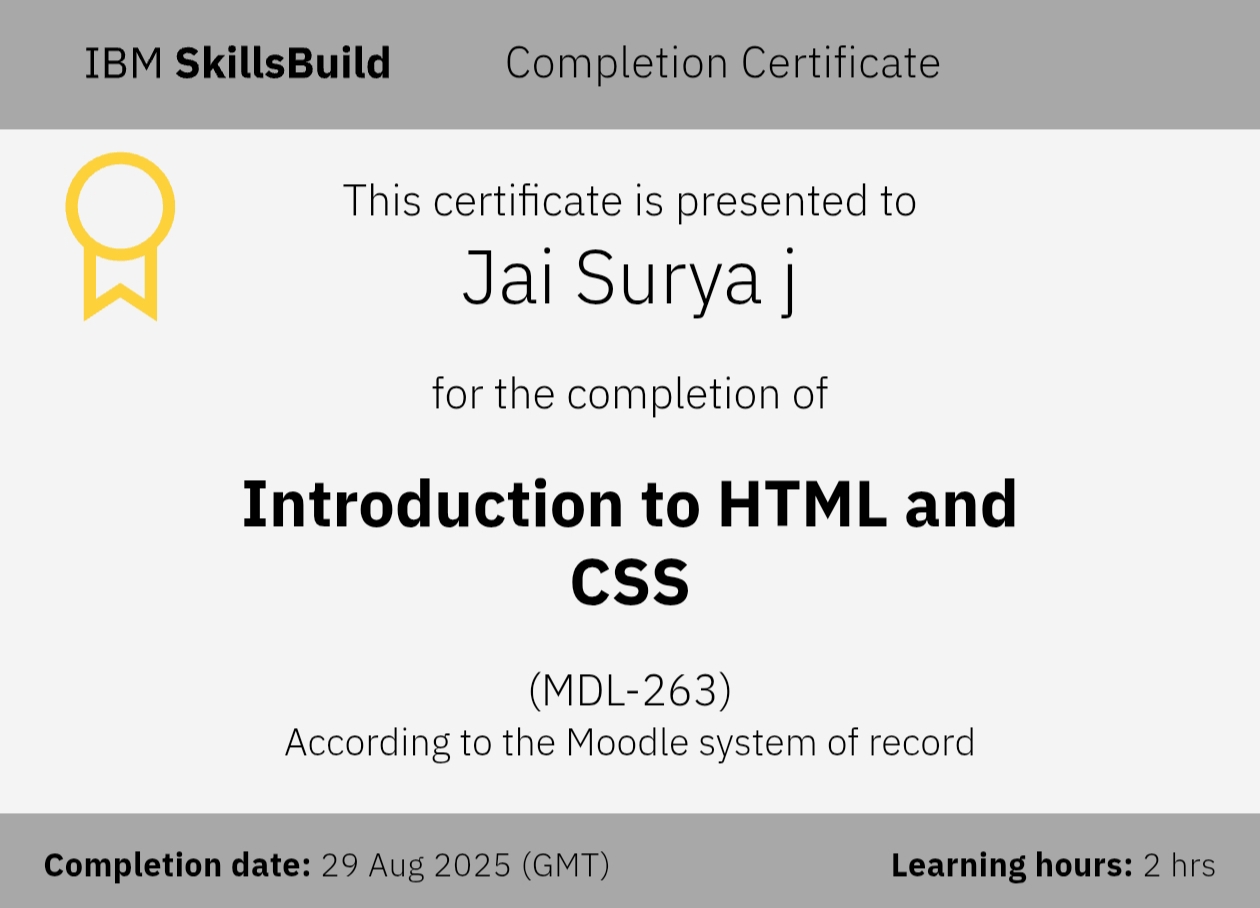 IBM SkillsBuild Completion Certificate
This certificate is presented to
Jai Surya j
for the completion of
Introduction to HTML and
CSS
(MDL-263)
According to the Moodle system of record
Completion date: 29 Aug 2025 (GMT) Learning hours: 2 hrs